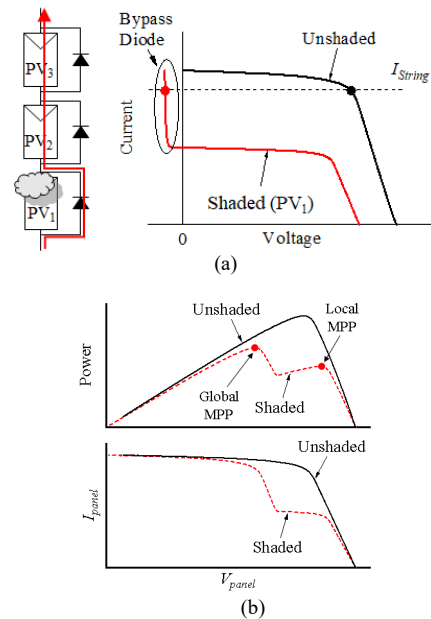 Bypass
Diode
Unshaded
I_String
PV3
PV2
PV1
Current
Shaded (PV1)
0
Voltage
(a)
Unshaded
Local
MPP
Power
Global
MPP
Shaded
Unshaded
I_panel
Shaded
V_panel
(b)